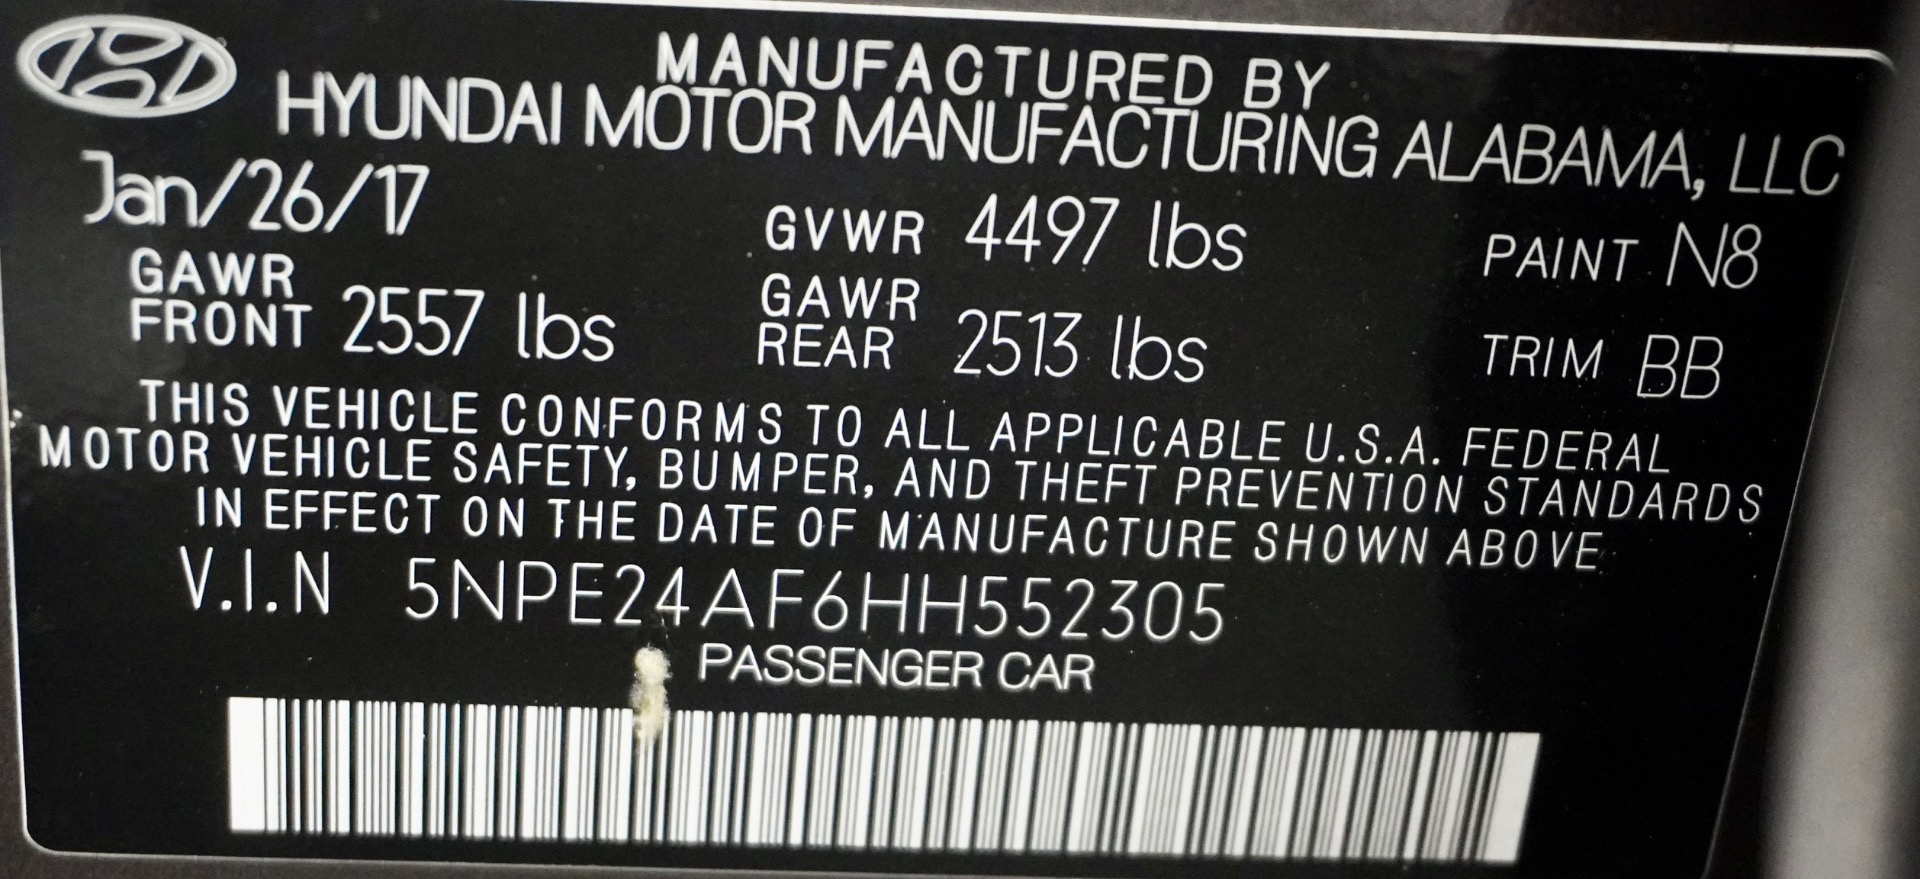 MANUFACTURED BY
HYUNDAI MOTOR MANUFACTURING ALABAMA, LLC
Jan/26/17 GVWR 4497 lbs PAINT N8
GAWR FRONT 2557 lbs GAWR REAR 2513 lbs TRIM BB
THIS VEHICLE CONFORMS TO ALL APPLICABLE U.S.A. FEDERAL
MOTOR VEHICLE SAFETY, BUMPER, AND THEFT PREVENTION STANDARDS
IN EFFECT ON THE DATE OF MANUFACTURE SHOWN ABOVE
V.I.N 5NPE24AF6HH552305
PASSENGER CAR